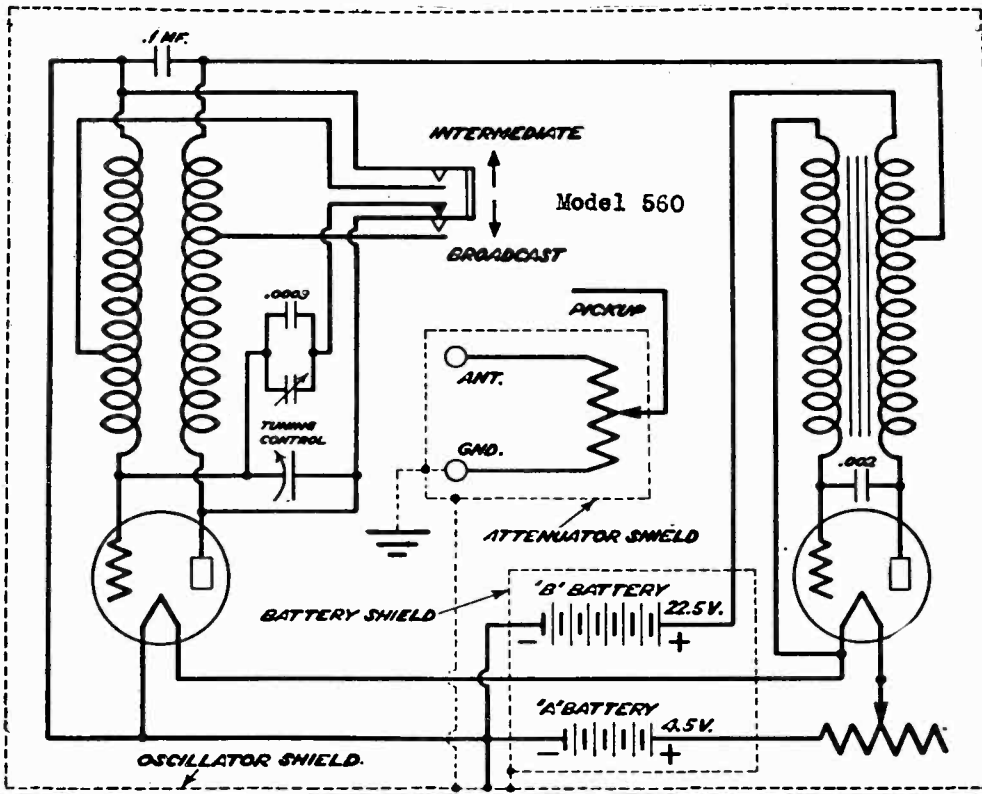 .1 MF.
INTERMEDIATE
Model 560
BROADCAST
.0003
PICKUP
ANT.
TUNING
CONTROL
GND.
.002
ATTENUATOR SHIELD
"B" BATTERY
BATTERY SHIELD
22.5V.
- +
"A" BATTERY
4.5V.
- +
OSCILLATOR SHIELD.